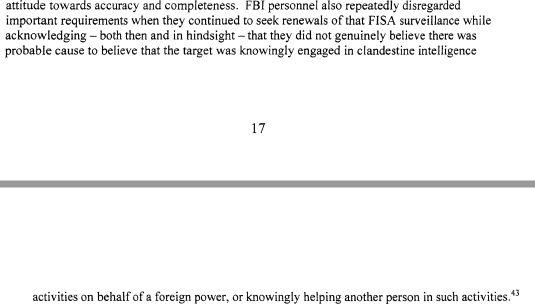 attitude towards accuracy and completeness. FBI personnel also repeatedly disregarded
important requirements when they continued to seek renewals of that FISA surveillance while
acknowledging – both then and in hindsight – that they did not genuinely believe there was
probable cause to believe that the target was knowingly engaged in clandestine intelligence
17
activities on behalf of a foreign power, or knowingly helping another person in such activities.43